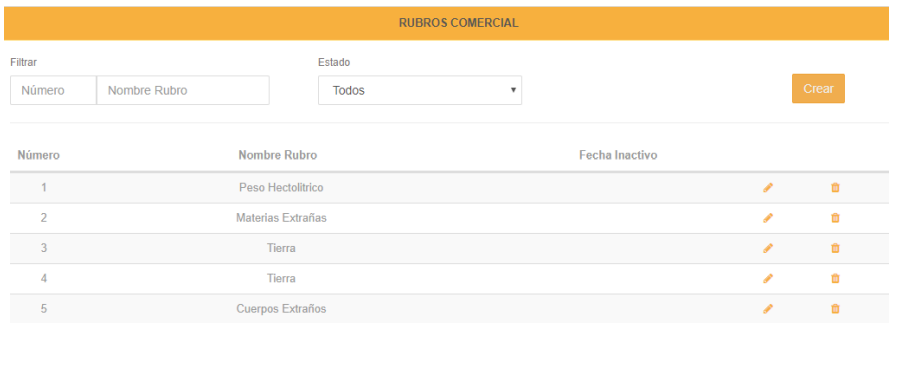 RUBROS COMERCIAL
Filtrar Estado
Número Nombre Rubro Todos Crear
Número Nombre Rubro Fecha Inactivo
1 Peso Hectolitrico
2 Materias Extrañas
3 Tierra
4 Tierra
5 Cuerpos Extraños